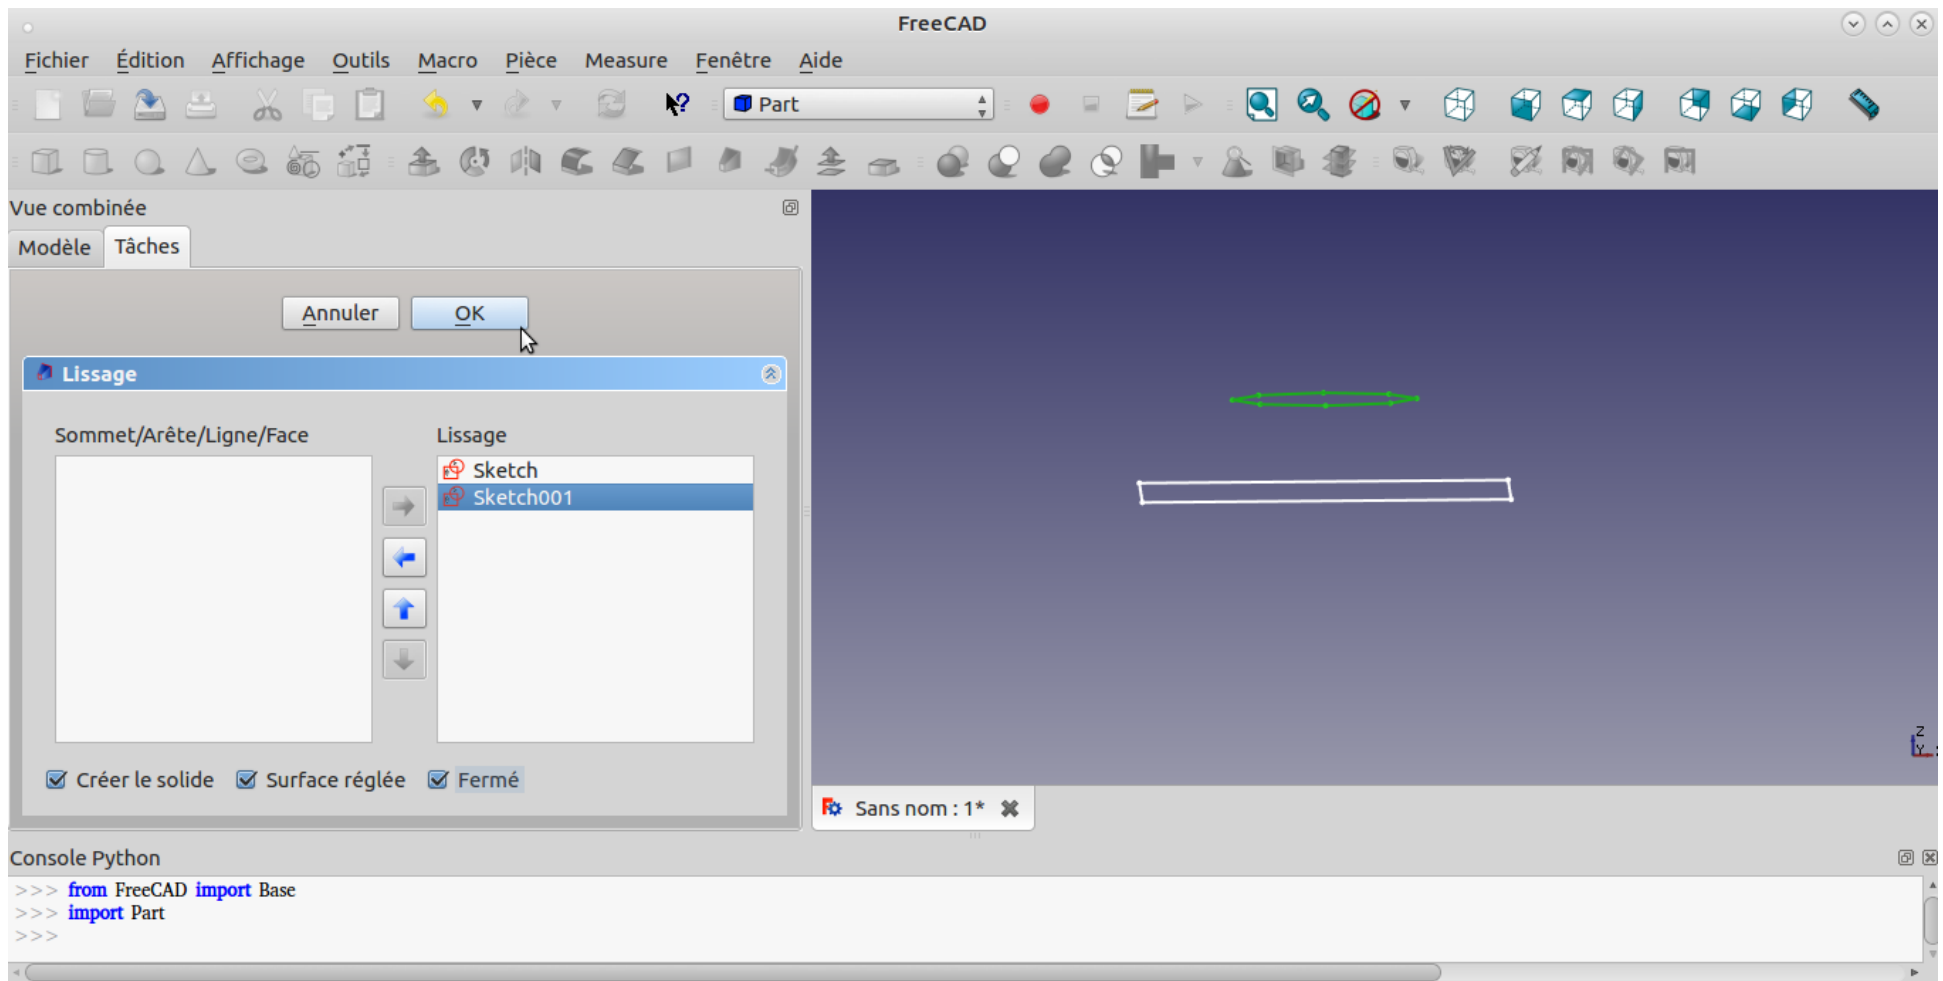 FreeCAD
Fichier Édition Affichage Outils Macro Pièce Measure Fenêtre Aide
Part
Vue combinée
Modèle Tâches
Annuler OK
Lissage
Sommet/Arête/Ligne/Face Lissage
Sketch
Sketch001
Créer le solide Surface réglée Fermé
Z
Y
Sans nom : 1*
Console Python
>>> from FreeCAD import Base
>>> import Part
>>>